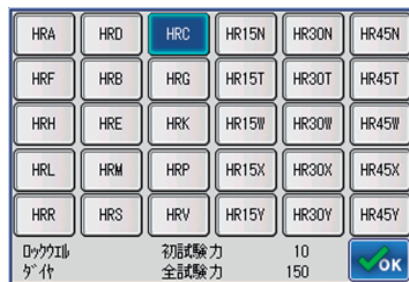 HRA HRD HRC HR15N HR30N HR45N
HRF HRB HRG HR15T HR30T HR45T
HRH HRE HRK HR15W HR30W HR45W
HRL HRM HRP HR15X HR30X HR45X
HRR HRS HRV HR15Y HR30Y HR45Y
ロックウエル 初試験力 10
ダイヤ 全試験力 150
OK